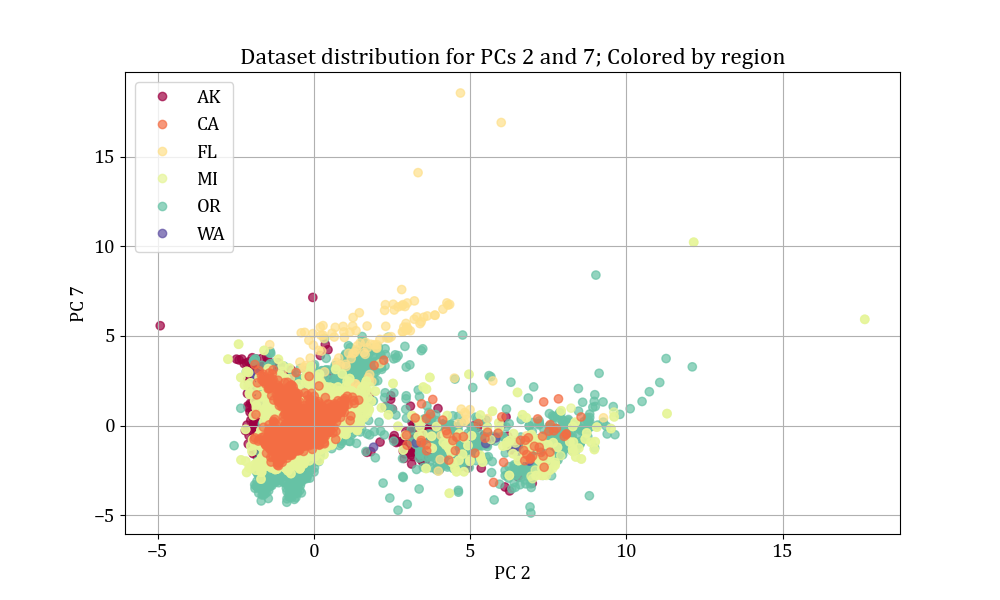 Dataset distribution for PCs 2 and 7; Colored by region
AK
CA
FL
MI
OR
WA
15
10
5
0
−5
PC 7
−5
0
5
10
15
PC 2